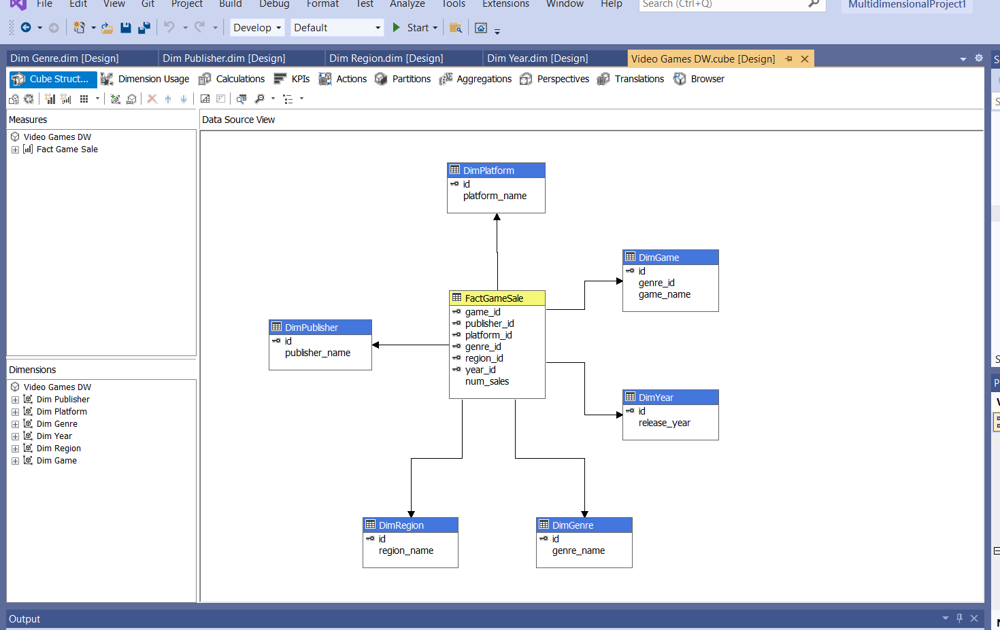 File Edit View Git Project Build Debug Format Test Analyze Tools Extensions Window Help Search (Ctrl+Q) MultidimensionalProject1
Develop Default Start
Dim Genre.dim [Design] Dim Publisher.dim [Design] Dim Region.dim [Design] Dim Year.dim [Design] Video Games DW.cube [Design]
Cube Struct... Dimension Usage Calculations KPIs Actions Partitions Aggregations Perspectives Translations Browser
Measures
Video Games DW
Fact Game Sale
Dimensions
Video Games DW
Dim Publisher
Dim Platform
Dim Genre
Dim Year
Dim Region
Dim Game
Data Source View
DimPlatform
id
platform_name
DimGame
id
genre_id
game_name
FactGameSale
game_id
publisher_id
platform_id
genre_id
region_id
year_id
num_sales
DimPublisher
id
publisher_name
DimYear
id
release_year
DimRegion
id
region_name
DimGenre
id
genre_name
Output